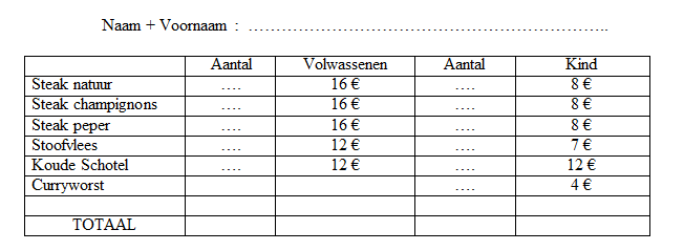 Naam + Voornaam : ………………………………………………………..
Aantal Volwassenen Aantal Kind
Steak natuur …. 16 € …. 8 €
Steak champignons …. 16 € …. 8 €
Steak peper …. 16 € …. 8 €
Stoofvlees …. 12 € …. 7 €
Koude Schotel …. 12 € …. 12 €
Curryworst …. 4 €
TOTAAL